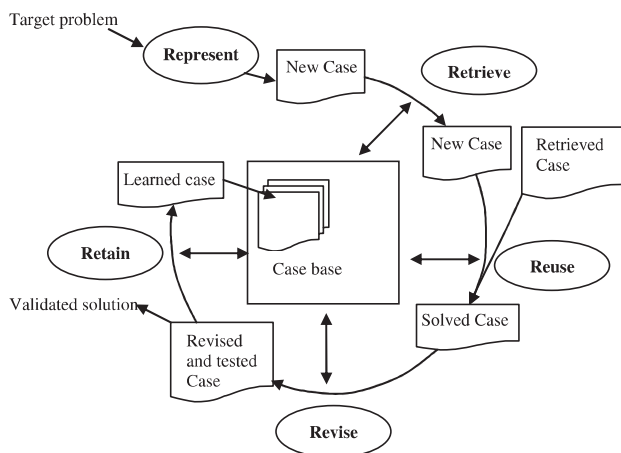 Target problem
Represent
New Case
Retrieve
New Case
Retrieved
Case
Learned case
Case base
Retain
Reuse
Validated solution
Solved Case
Revised
and tested
Case
Revise